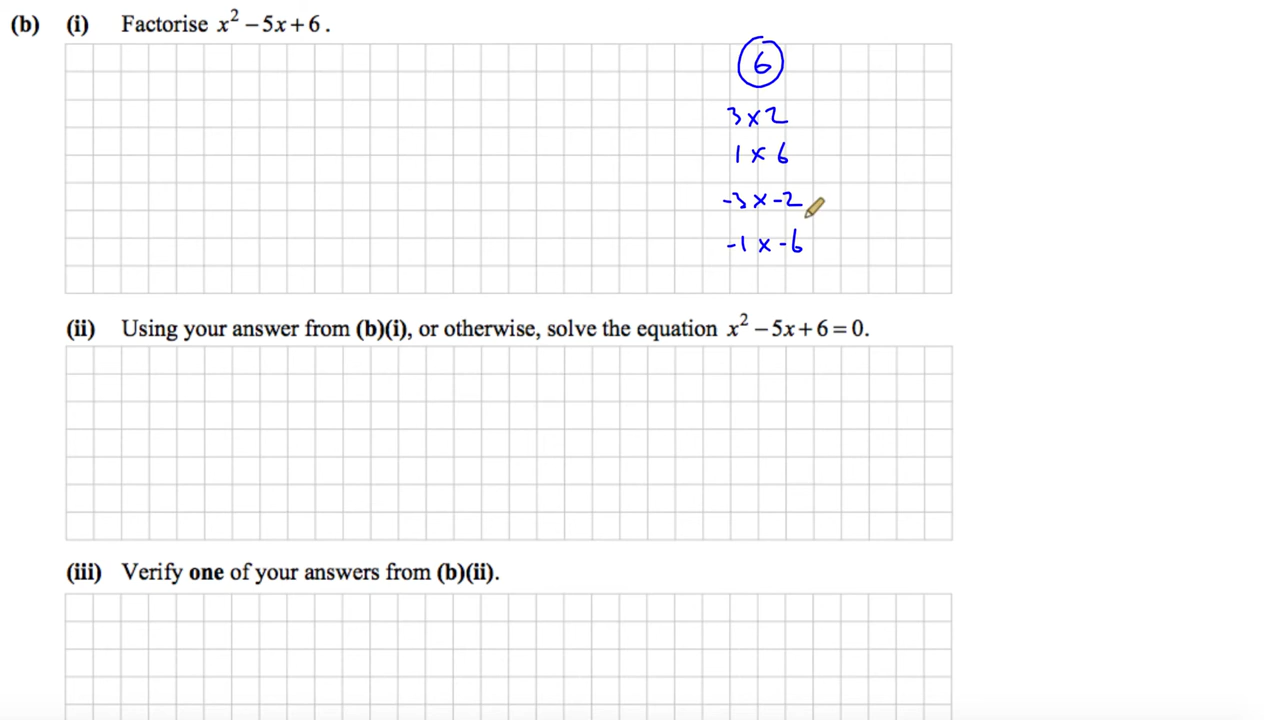 (b) (i) Factorise x² − 5x + 6.
6
3 x 2
1 x 6
-3 x -2
-1 x -6
(ii) Using your answer from (b)(i), or otherwise, solve the equation x² − 5x + 6 = 0.
(iii) Verify one of your answers from (b)(ii).